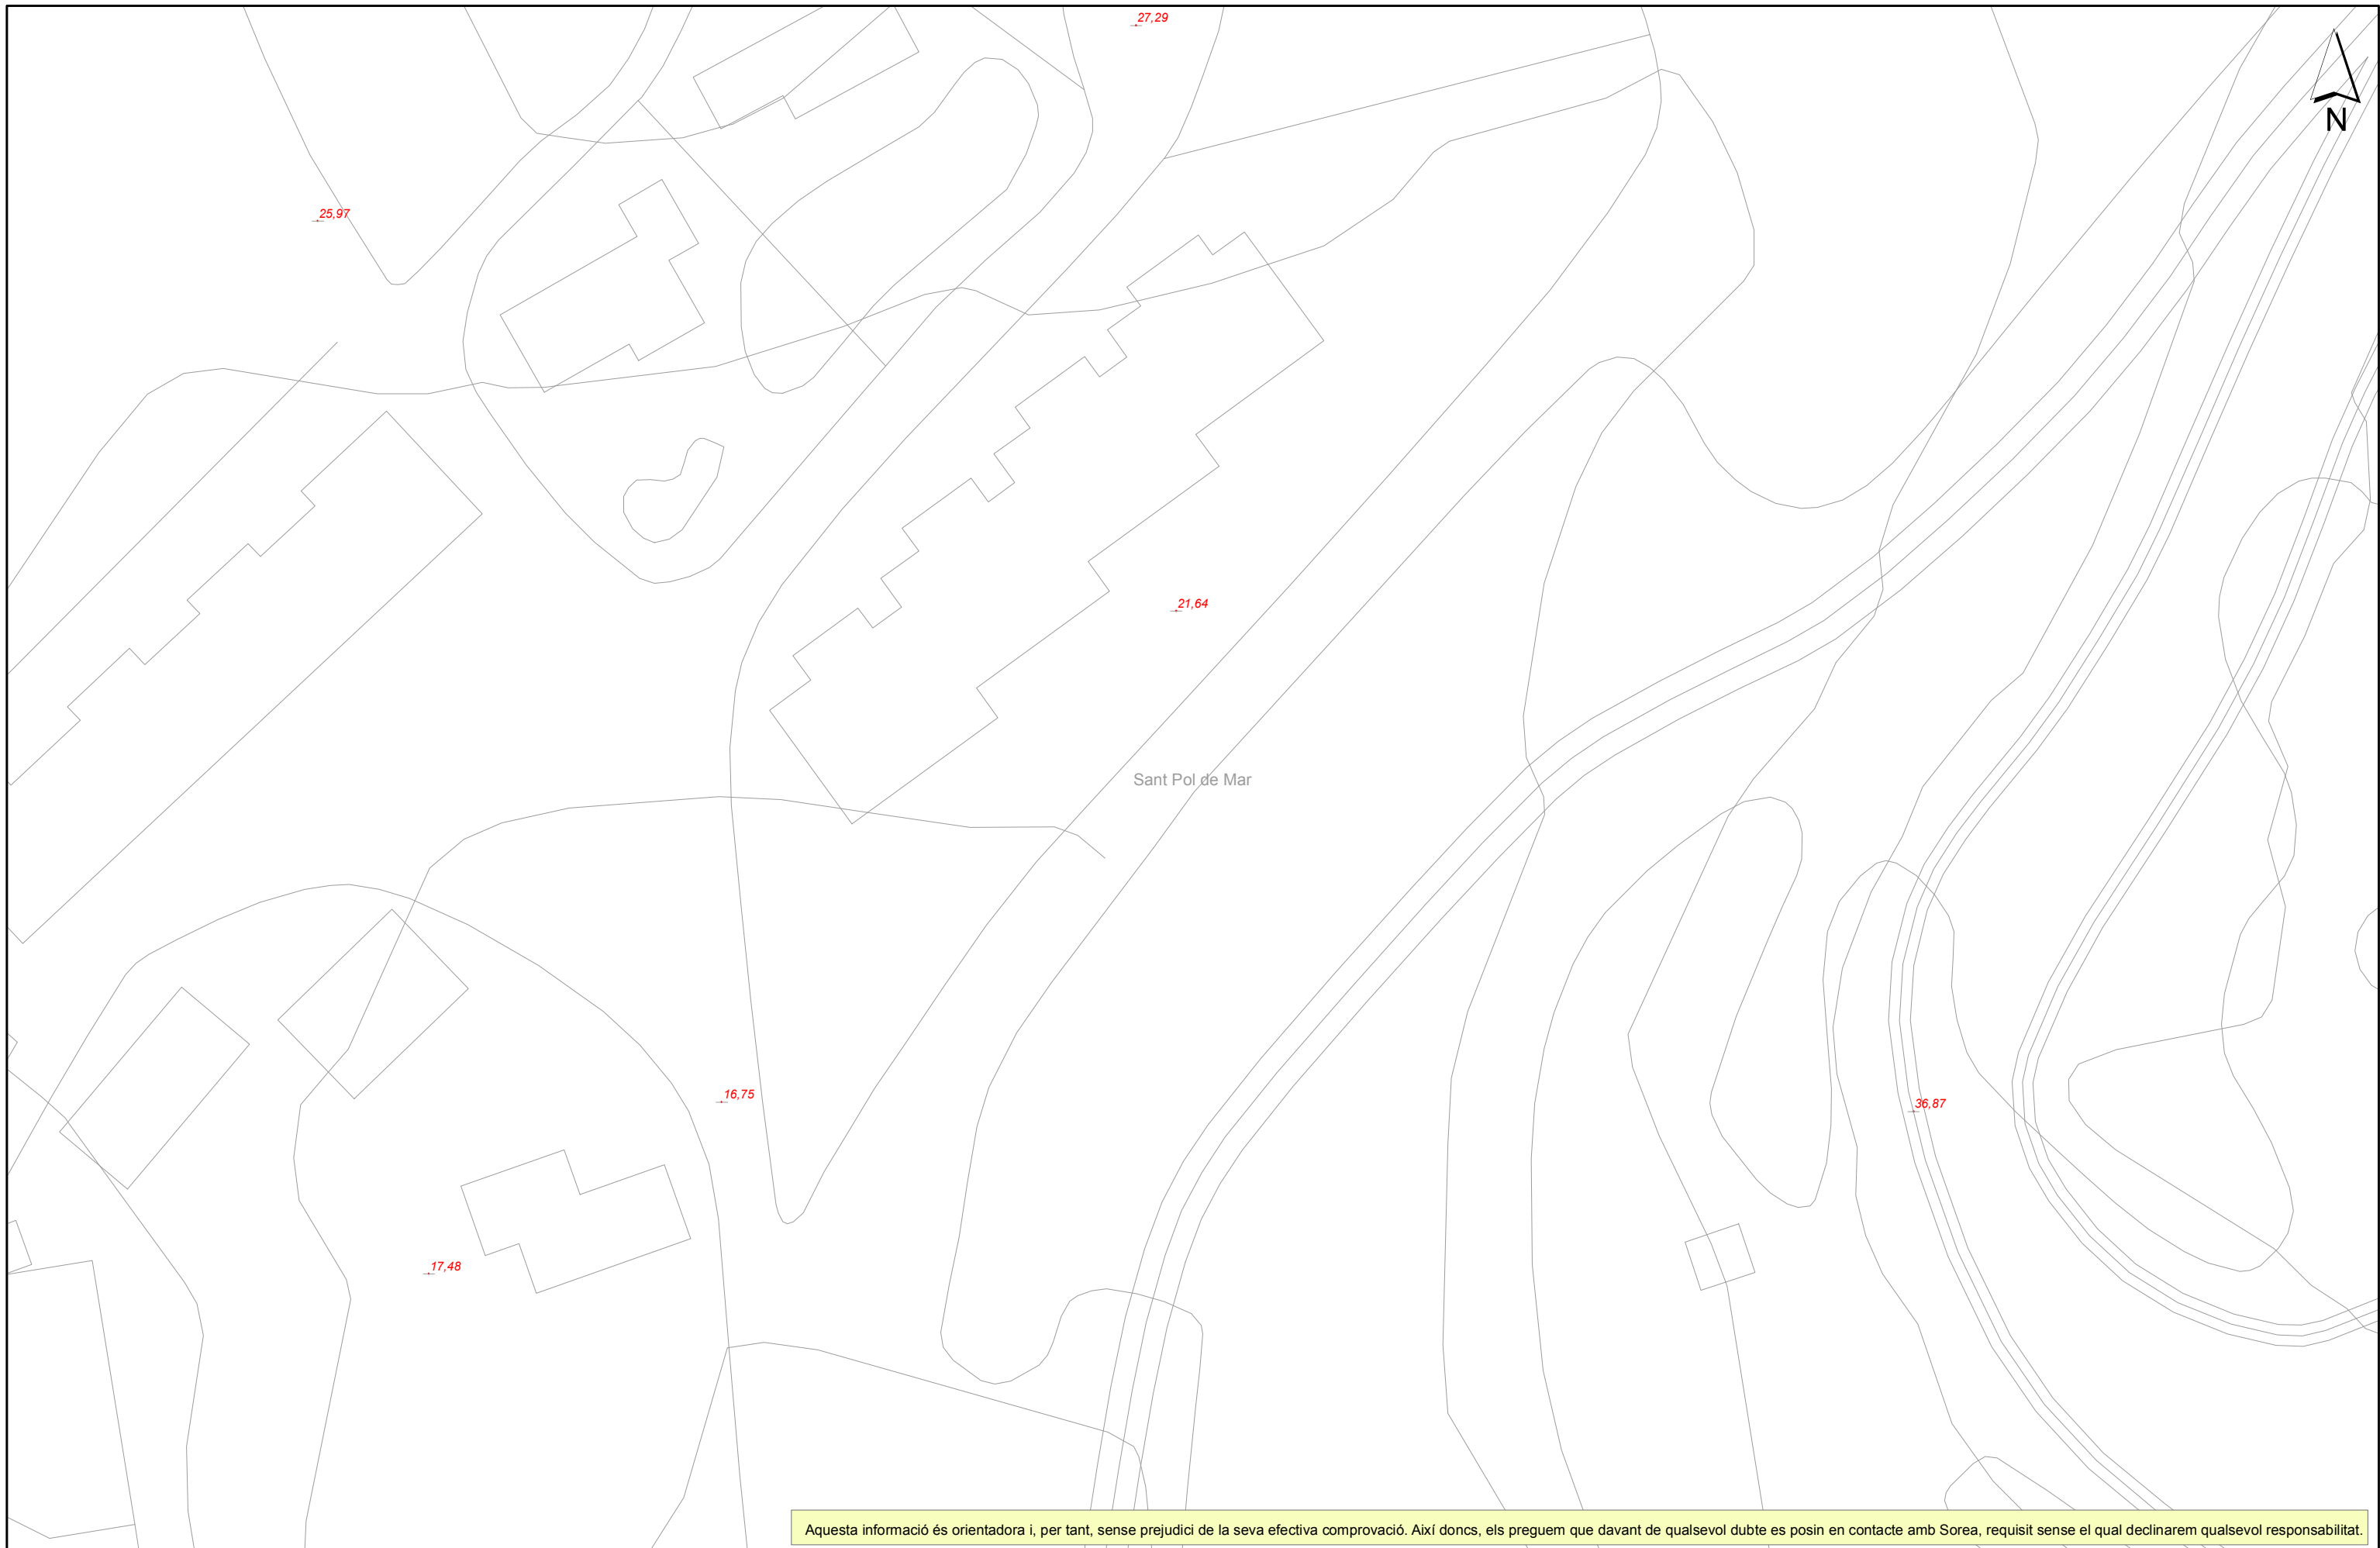 27,29
N
25,97
21,64
Sant Pol de Mar
16,75
36,87
17,48
Aquesta informació és orientadora i, per tant, sense prejudici de la seva efectiva comprovació. Així doncs, els preguem que davant de qualsevol dubte es posin en contacte amb Sorea, requisit sense el qual declinarem qualsevol responsabilitat.